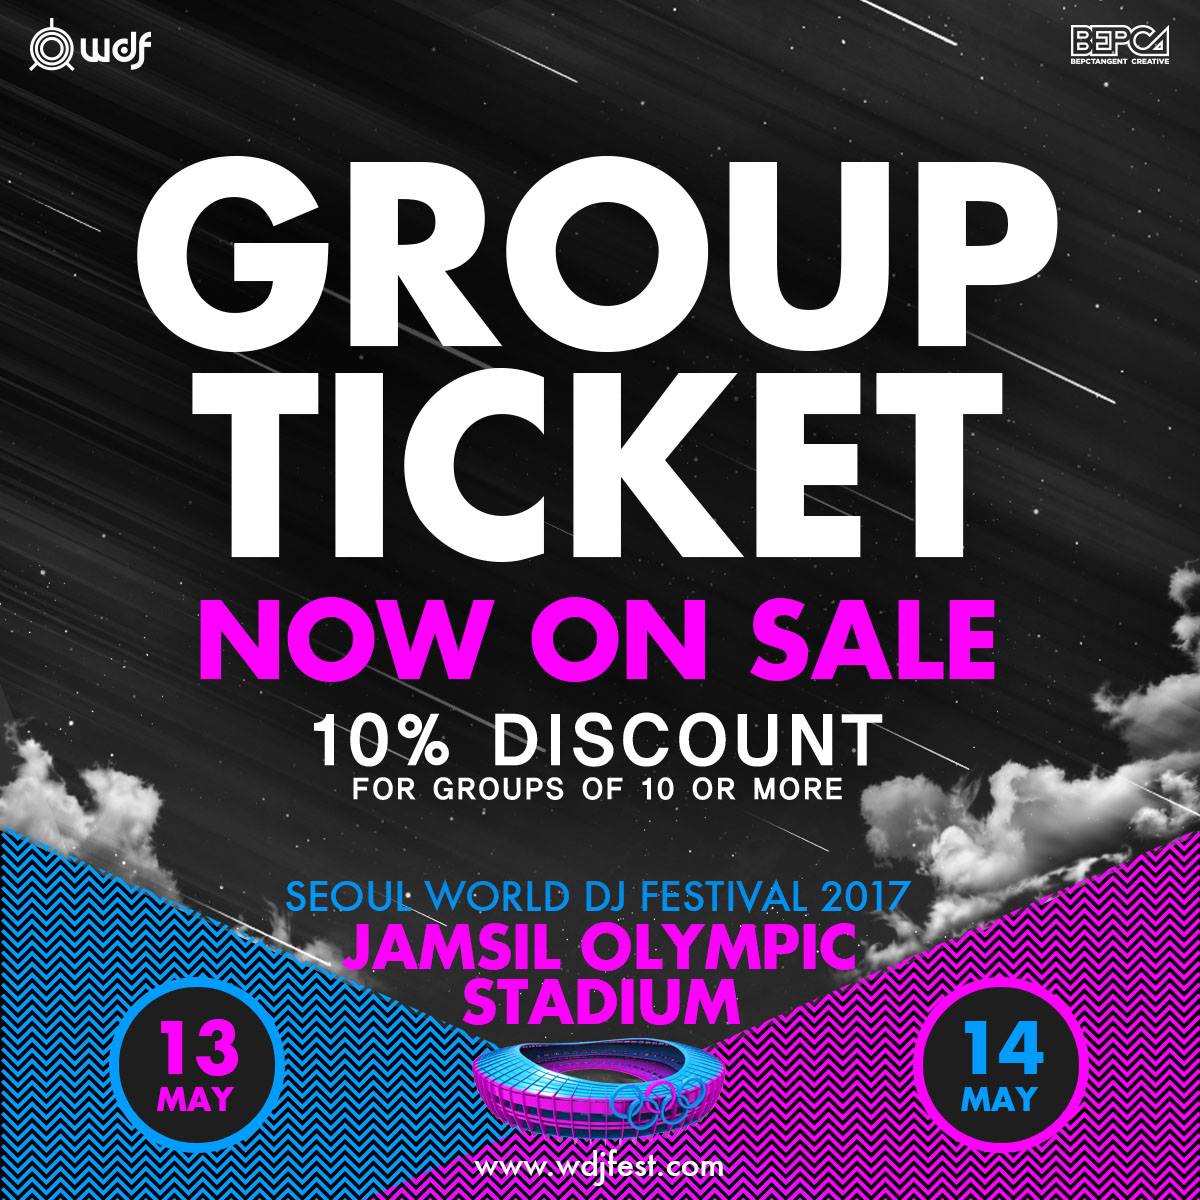 wdf
BEPCA
BEPCTANGENT CREATIVE
GROUP
TICKET
NOW ON SALE
10% DISCOUNT
FOR GROUPS OF 10 OR MORE
SEOUL WORLD DJ FESTIVAL 2017
JAMSIL OLYMPIC
STADIUM
13
MAY
14
MAY
www.wdjfest.com